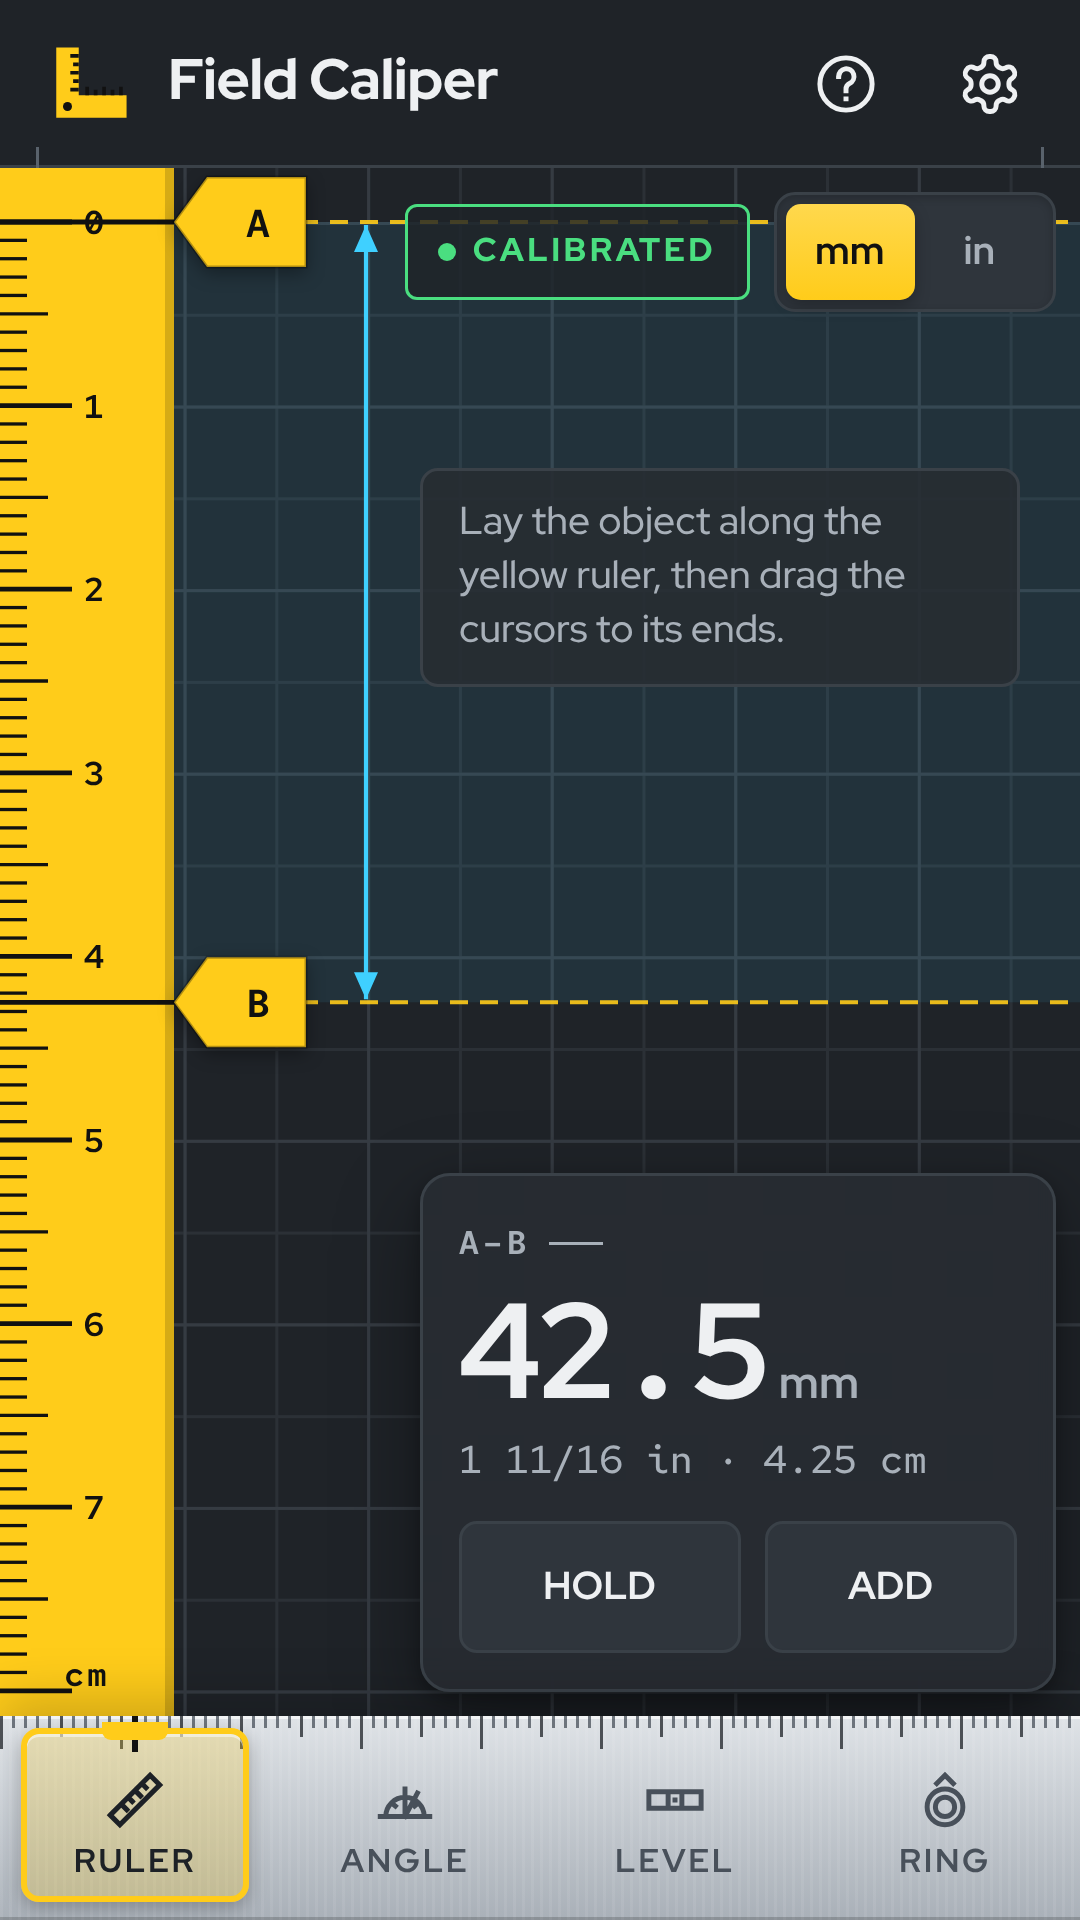 Field Caliper
0
A
CALIBRATED
mm
in
1
Lay the object along the
yellow ruler, then drag the
cursors to its ends.
2
3
4
B
5
A–B
6
42.5 mm
1 11/16 in · 4.25 cm
7
HOLD
ADD
cm
RULER
ANGLE
LEVEL
RING